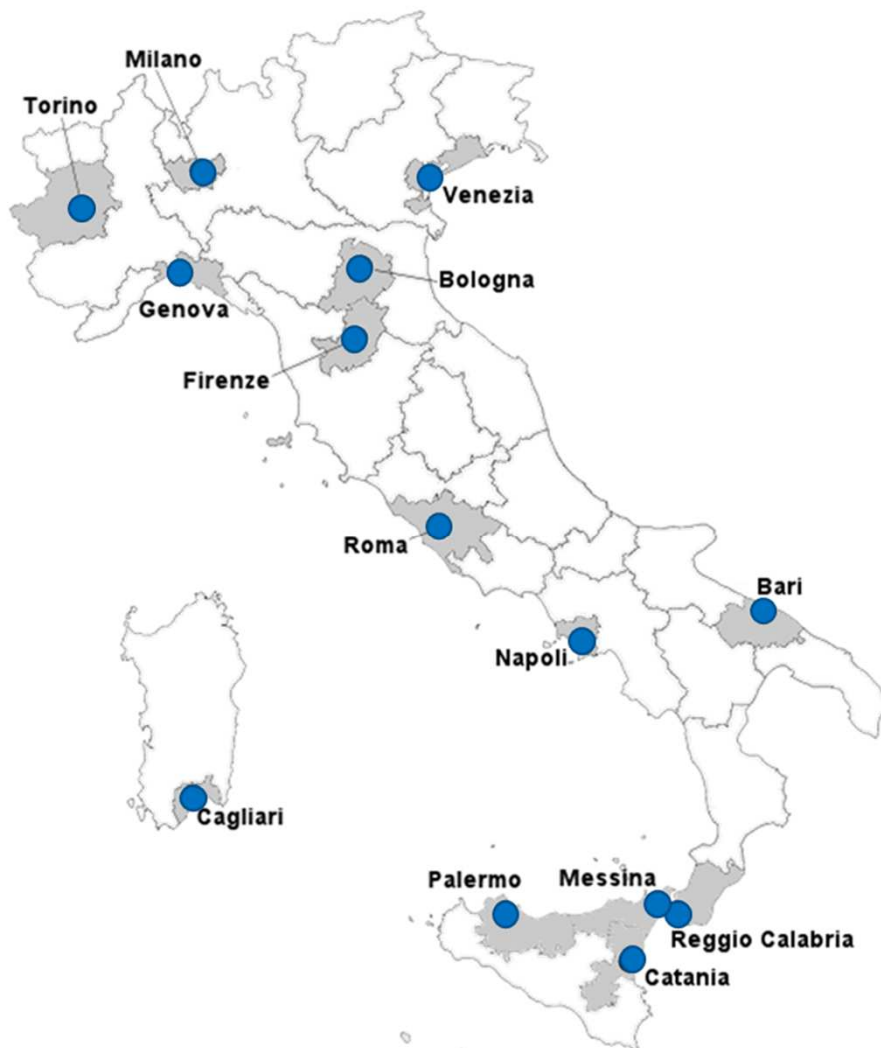 Milano
Torino
Venezia
Bologna
Genova
Firenze
Roma
Bari
Napoli
Cagliari
Palermo
Messina
Reggio Calabria
Catania